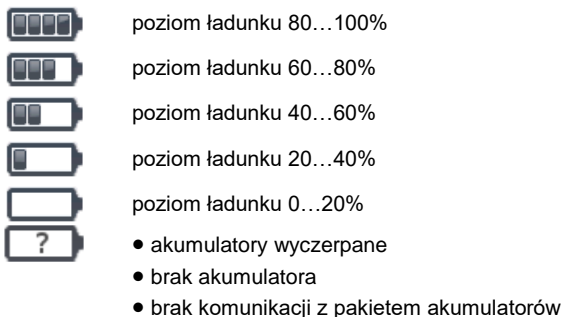 poziom ładunku 80…100%
poziom ładunku 60…80%
poziom ładunku 40…60%
poziom ładunku 20…40%
poziom ładunku 0…20%
? • akumulatory wyczerpane
• brak akumulatora
• brak komunikacji z pakietem akumulatorów